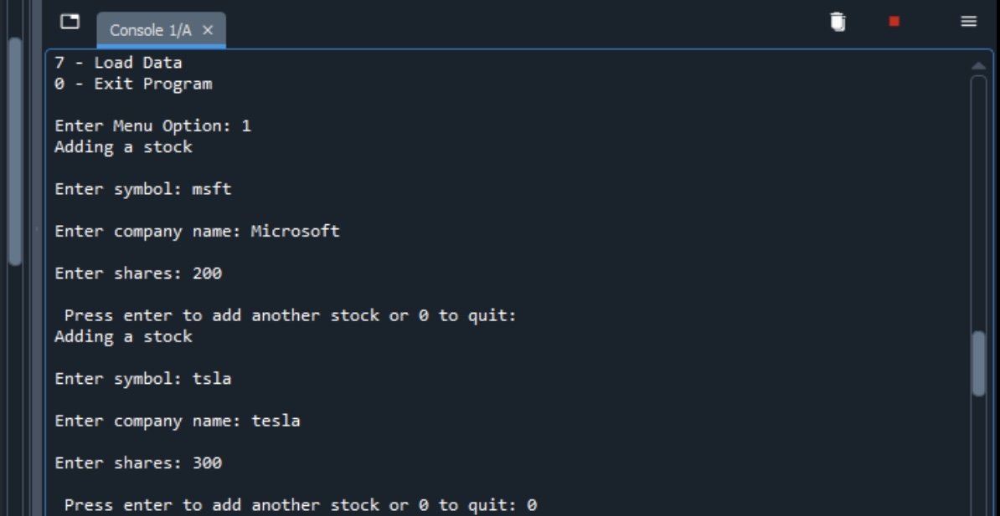 Console 1/A ×
7 - Load Data
0 - Exit Program
Enter Menu Option: 1
Adding a stock
Enter symbol: msft
Enter company name: Microsoft
Enter shares: 200
Press enter to add another stock or 0 to quit:
Adding a stock
Enter symbol: tsla
Enter company name: tesla
Enter shares: 300
Press enter to add another stock or 0 to quit: 0